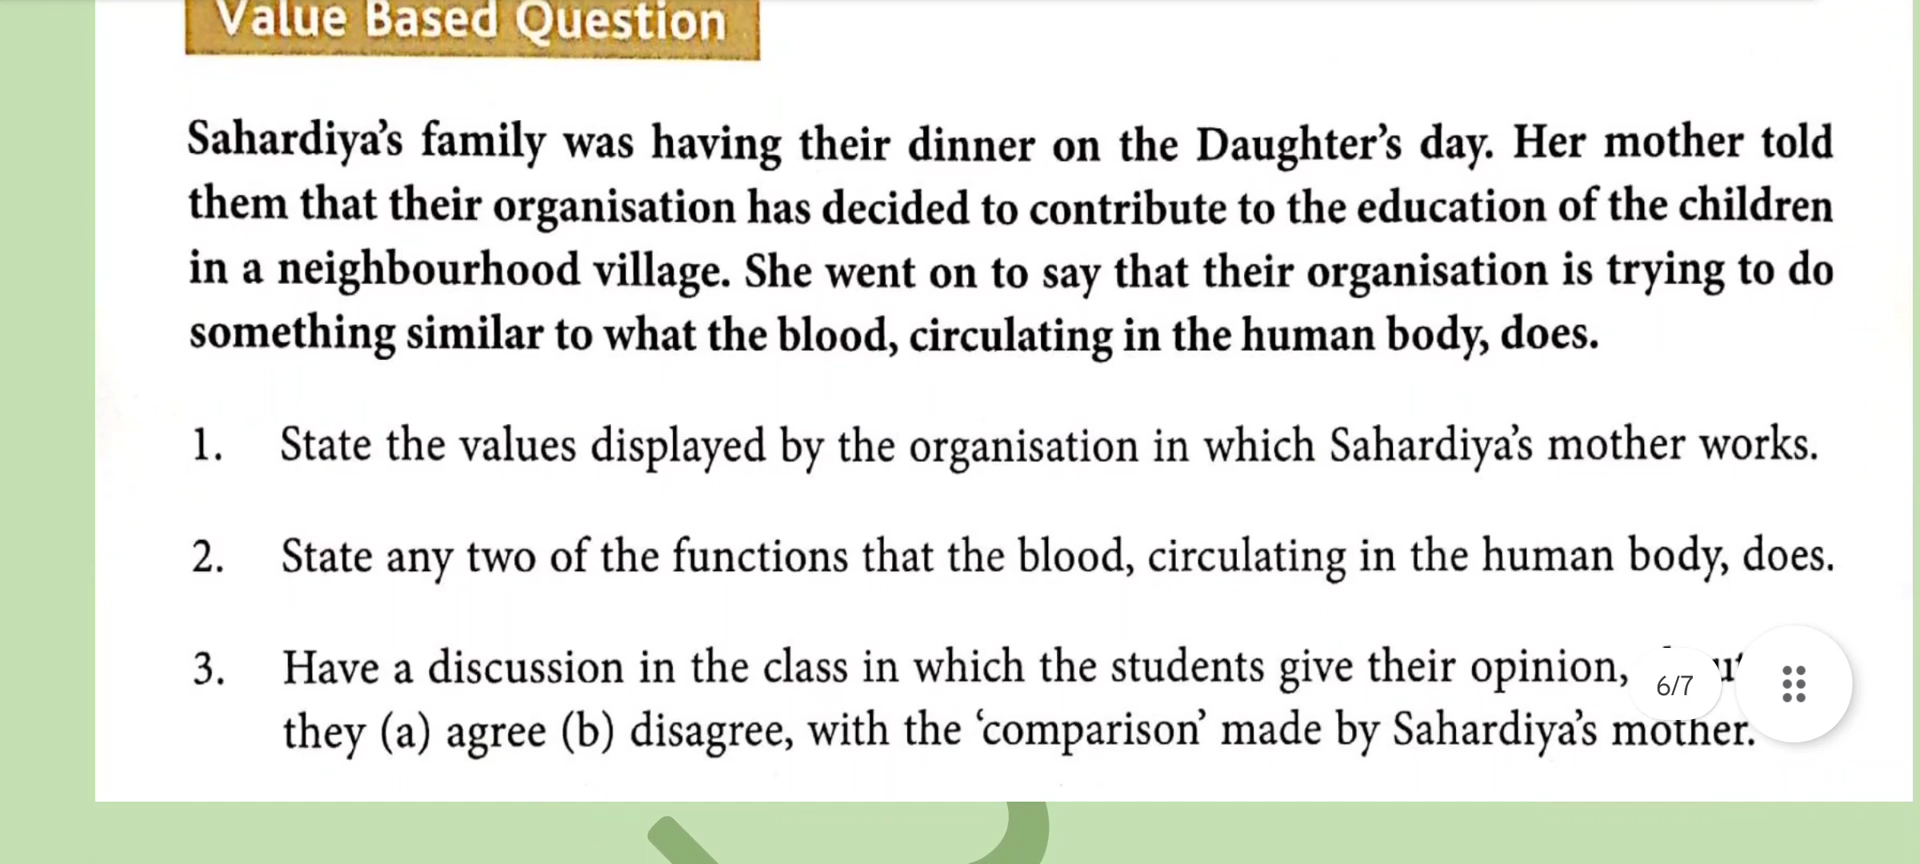 Value Based Question
Sahardiya’s family was having their dinner on the Daughter’s day. Her mother told
them that their organisation has decided to contribute to the education of the children
in a neighbourhood village. She went on to say that their organisation is trying to do
something similar to what the blood, circulating in the human body, does.
1. State the values displayed by the organisation in which Sahardiya’s mother works.
2. State any two of the functions that the blood, circulating in the human body, does.
3. Have a discussion in the class in which the students give their opinion,
6/7
they (a) agree (b) disagree, with the ‘comparison’ made by Sahardiya’s mother.